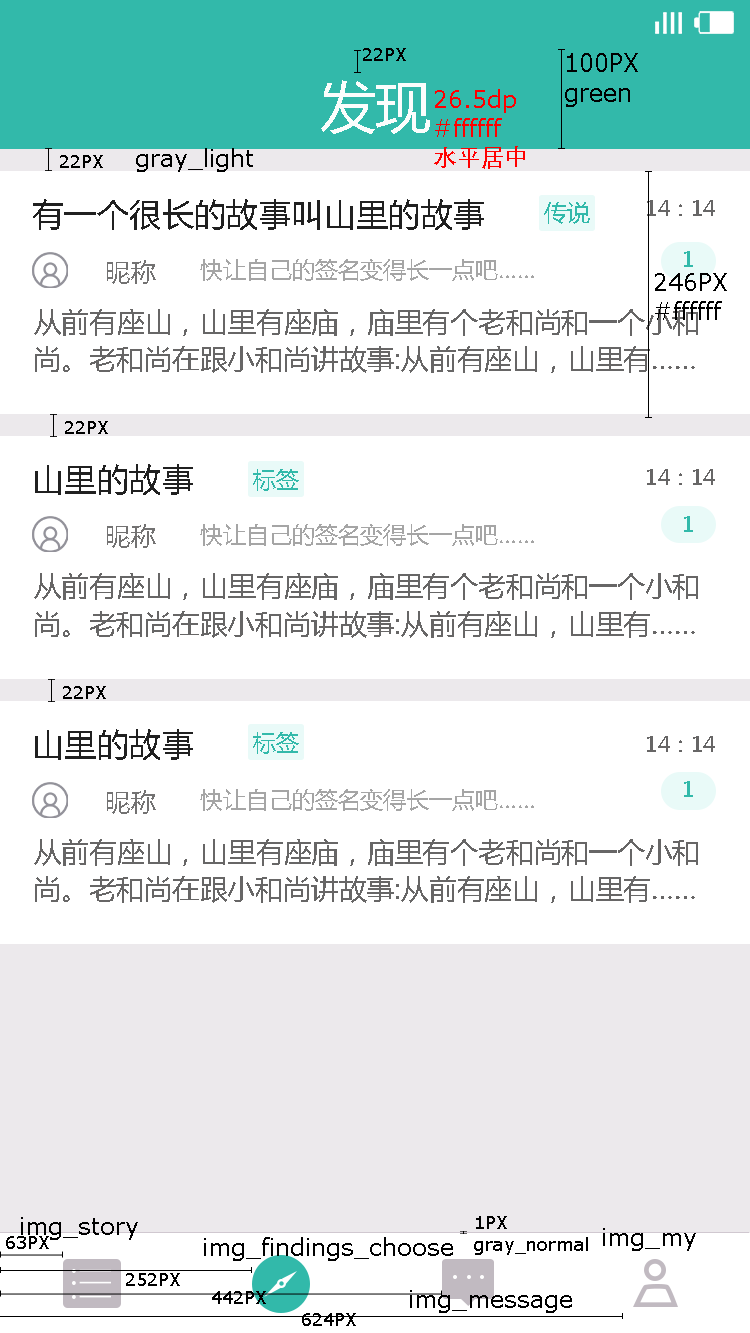 22PX
100PX
green
发现
26.5dp
#ffffff
水平居中
22PX
gray_light
有一个很长的故事叫山里的故事
传说
14 : 14
昵称
快让自己的签名变得长一点吧......
1
246PX
#ffffff
从前有座山，山里有座庙，庙里有个老和尚和一个小和
尚。老和尚在跟小和尚讲故事:从前有座山，山里有......
22PX
山里的故事
标签
14 : 14
昵称
快让自己的签名变得长一点吧......
1
从前有座山，山里有座庙，庙里有个老和尚和一个小和
尚。老和尚在跟小和尚讲故事:从前有座山，山里有......
22PX
山里的故事
标签
14 : 14
昵称
快让自己的签名变得长一点吧......
1
从前有座山，山里有座庙，庙里有个老和尚和一个小和
尚。老和尚在跟小和尚讲故事:从前有座山，山里有......
img_story
63PX
1PX
gray_normal
img_my
img_findings_choose
252PX
442PX
img_message
624PX